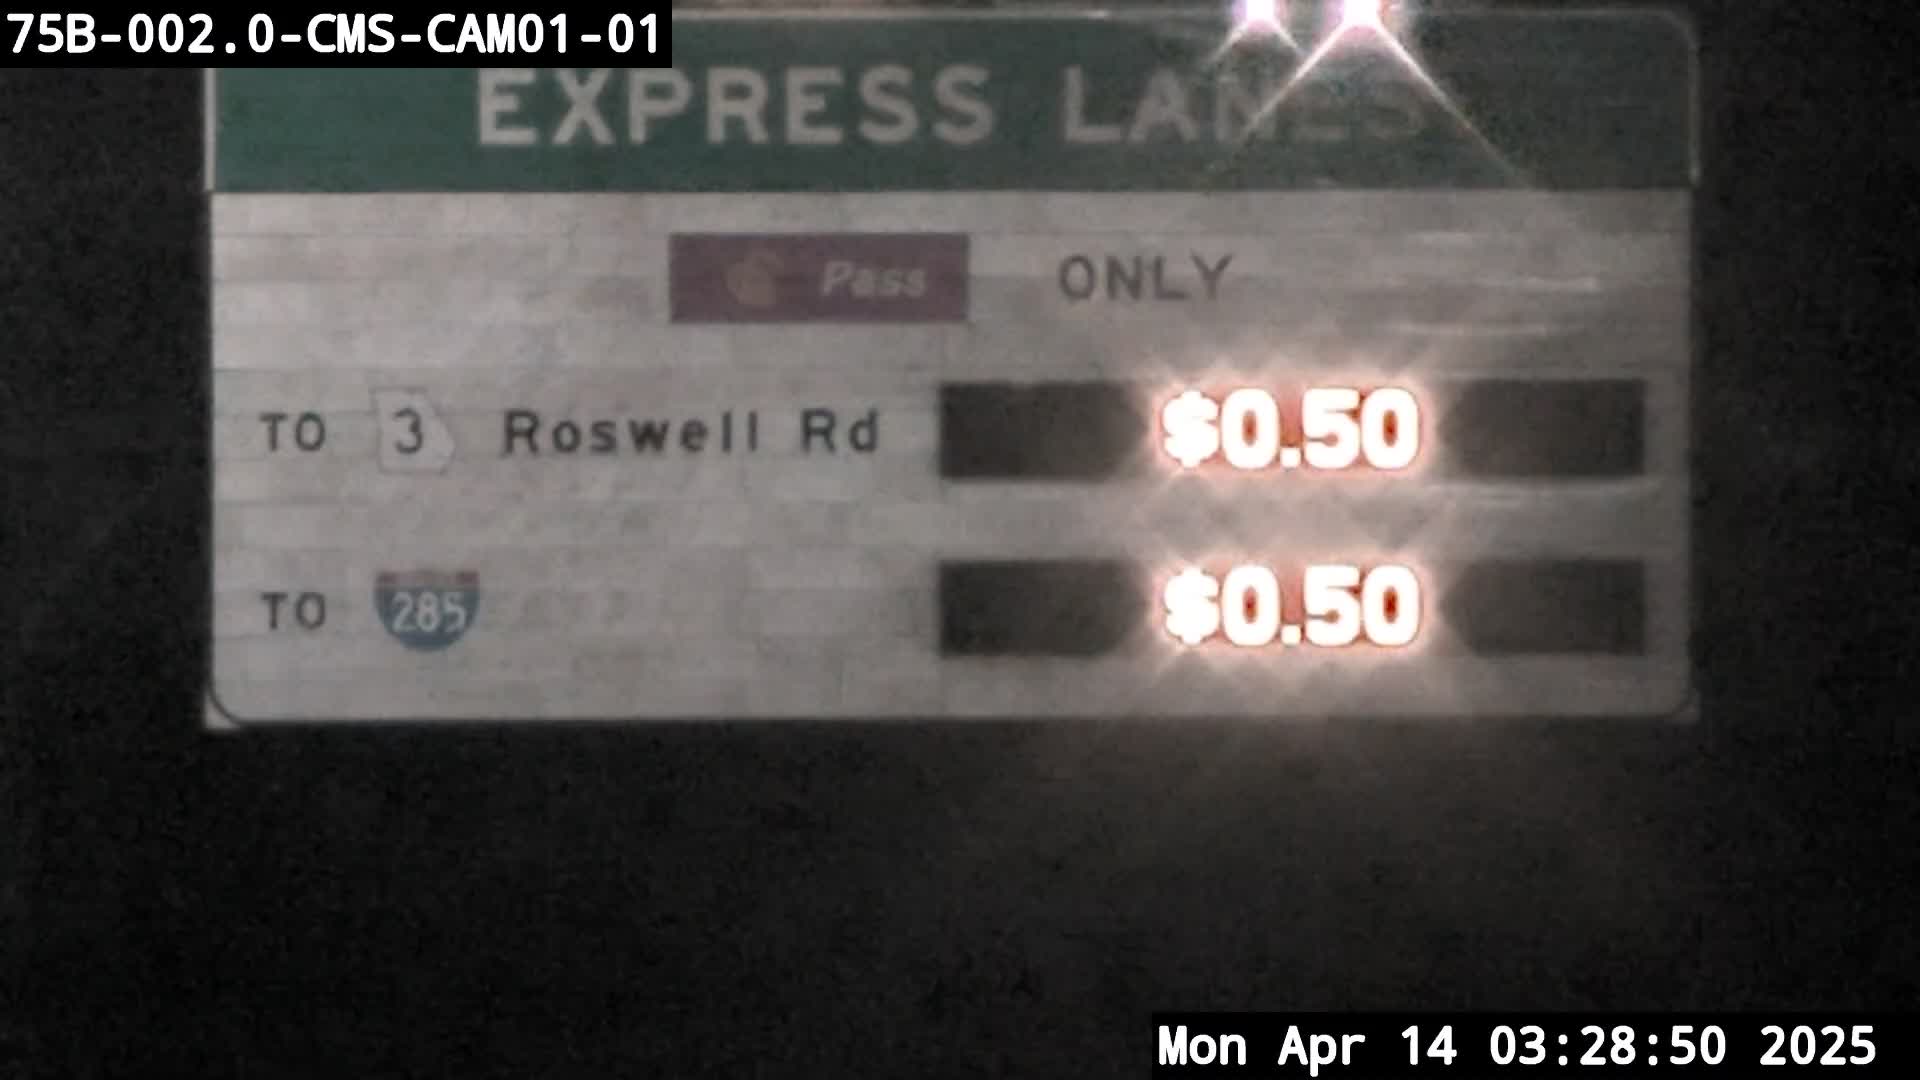 75B-002.0-CMS-CAM01-01
EXPRESS LANES
Pass ONLY
TO 3 Roswell Rd $0.50
TO 285 $0.50
Mon Apr 14 03:28:50 2025